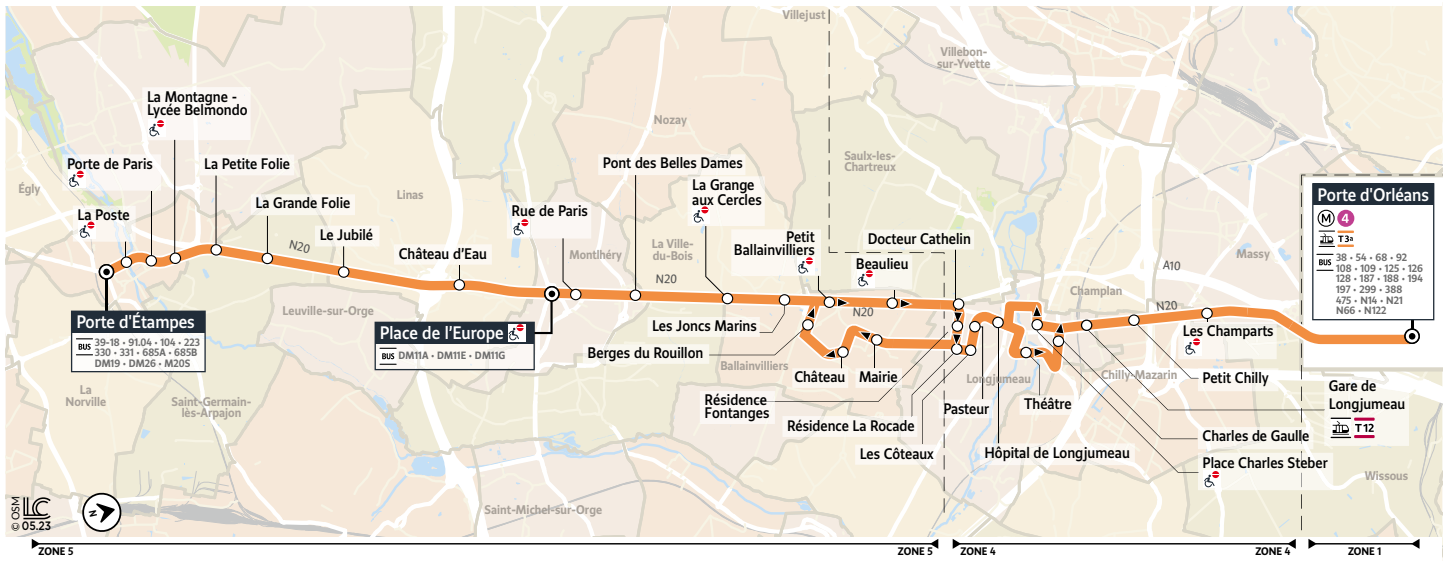 Villejust
Villebon-
sur-Yvette
La Montagne -
Lycée Belmondo
Nozay
Saulx-les-
Chartreux
Égly
Porte de Paris
La Petite Folie
Linas
Pont des Belles Dames
La Grange
aux Cercles
La Poste
La Grande Folie
Rue de Paris
N20
Le Jubilé
Château d'Eau
Montlhéry
La Ville-
du-Bois
N20
Petit
Ballainvilliers
Docteur Cathelin
Beaulieu
Massy
A10
Champlan
N20
N20
Porte d'Orléans
M 4
T3a
BUS
38 • 54 • 68 • 92
108 • 109 • 125 • 126
128 • 187 • 188 • 194
197 • 299 • 388
475 • N14 • N21
N66 • N122
Leuville-sur-Orge
Porte d'Étampes
BUS
39-18 • 91.04 • 104 • 223
330 • 331 • 685A • 685B
DM19 • DM26 • M20S
Place de l'Europe
BUS DM11A • DM11E • DM11G
Les Joncs Marins
Berges du Rouillon
Ballainvilliers
Château
Mairie
Longjumeau
Chilly-Mazarin
Les Champarts
Petit Chilly
Gare de
Longjumeau
T12
La
Norville
Saint-Germain-
lès-Arpajon
Résidence
Fontanges
Résidence La Rocade
Les Côteaux
Pasteur
Théâtre
Hôpital de Longjumeau
Charles de Gaulle
Place Charles Steber
Wissous
Saint-Michel-sur-Orge
© OSM
LC
05.23
N
ZONE 5
ZONE 5
ZONE 4
ZONE 4
ZONE 1